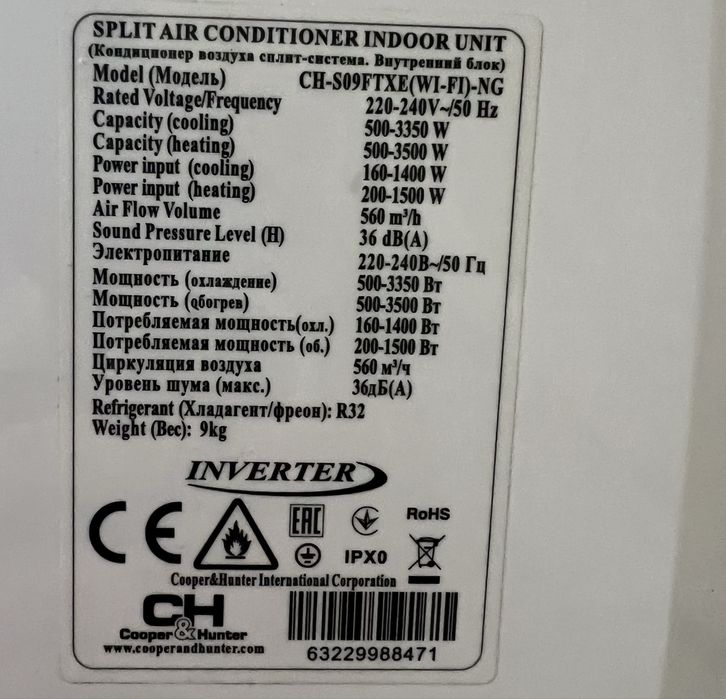 SPLIT AIR CONDITIONER INDOOR UNIT
(Кондиционер воздуха сплит-система. Внутренний блок)
Model (Модель) CH-S09FTXE(WI-FI)-NG
Rated Voltage/Frequency 220-240V~/50 Hz
Capacity (cooling) 500-3350 W
Capacity (heating) 500-3500 W
Power input (cooling) 160-1400 W
Power input (heating) 200-1500 W
Air Flow Volume 560 m³/h
Sound Pressure Level (H) 36 dB(A)
Электропитание 220-240В~/50 Гц
Мощность (охлаждение) 500-3350 Вт
Мощность (qбогрев) 500-3500 Вт
Потребляемая мощность(охл.) 160-1400 Вт
Потребляемая мощность (об.) 200-1500 Вт
Циркуляция воздуха 560 м³/ч
Уровень шума (макс.) 36дБ(A)
Refrigerant (Хладагент/фреон): R32
Weight (Вес): 9kg
INVERTER
CE EAC RoHS
IPX0
Cooper&Hunter International Corporation
CH
Cooper&Hunter
www.cooperandhunter.com
63229988471